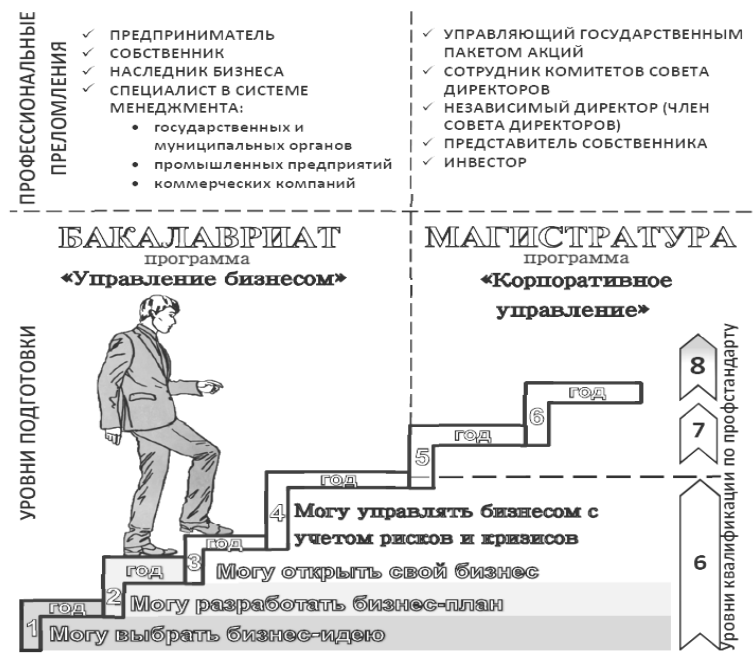 ПРОФЕССИОНАЛЬНЫЕ
ПРЕЛОМЛЕНИЯ
✓ ПРЕДПРИНИМАТЕЛЬ
✓ СОБСТВЕННИК
✓ НАСЛЕДНИК БИЗНЕСА
✓ СПЕЦИАЛИСТ В СИСТЕМЕ
МЕНЕДЖМЕНТА:
• государственных и
муниципальных органов
• промышленных предприятий
• коммерческих компаний
✓ УПРАВЛЯЮЩИЙ ГОСУДАРСТВЕННЫМ
ПАКЕТОМ АКЦИЙ
✓ СОТРУДНИК КОМИТЕТОВ СОВЕТА
ДИРЕКТОРОВ
✓ НЕЗАВИСИМЫЙ ДИРЕКТОР (ЧЛЕН
СОВЕТА ДИРЕКТОРОВ)
✓ ПРЕДСТАВИТЕЛЬ СОБСТВЕННИКА
✓ ИНВЕСТОР
УРОВНИ ПОДГОТОВКИ
БАКАЛАВРИАТ
программа
«Управление бизнесом»
МАГИСТРАТУРА
программа
«Корпоративное
управление»
6 год
5 год
4 год
Могу управлять бизнесом с
учетом рисков и кризисов
3 год
Могу открыть свой бизнес
2 год
Могу разработать бизнес-план
1 год
Могу выбрать бизнес-идею
8
7
6
Уровни квалификации по профстандарту